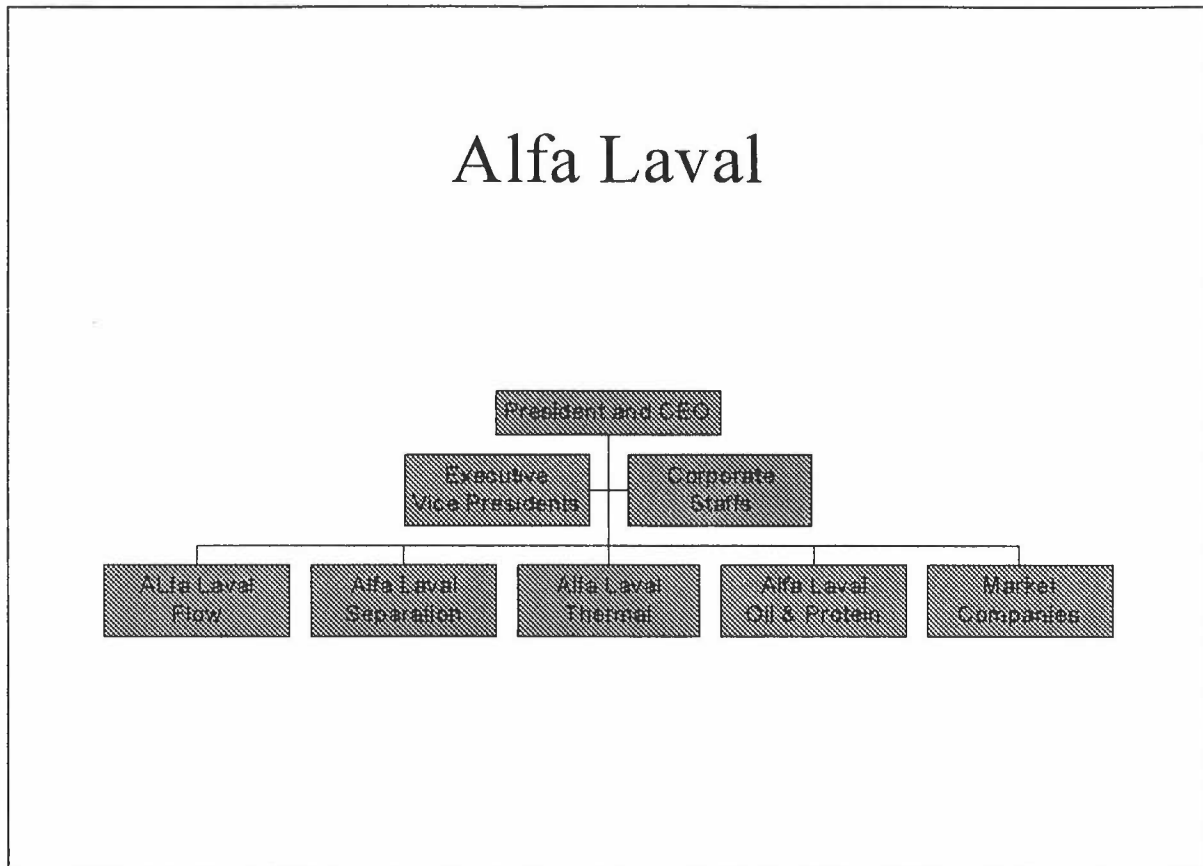 Alfa Laval
President and CEO
Executive
Vice Presidents
Corporate
Staffs
ALfa Laval
Flow
Alfa Laval
Separation
Alfa Laval
Thermal
Alfa Laval
Oil & Protein
Market
Companies